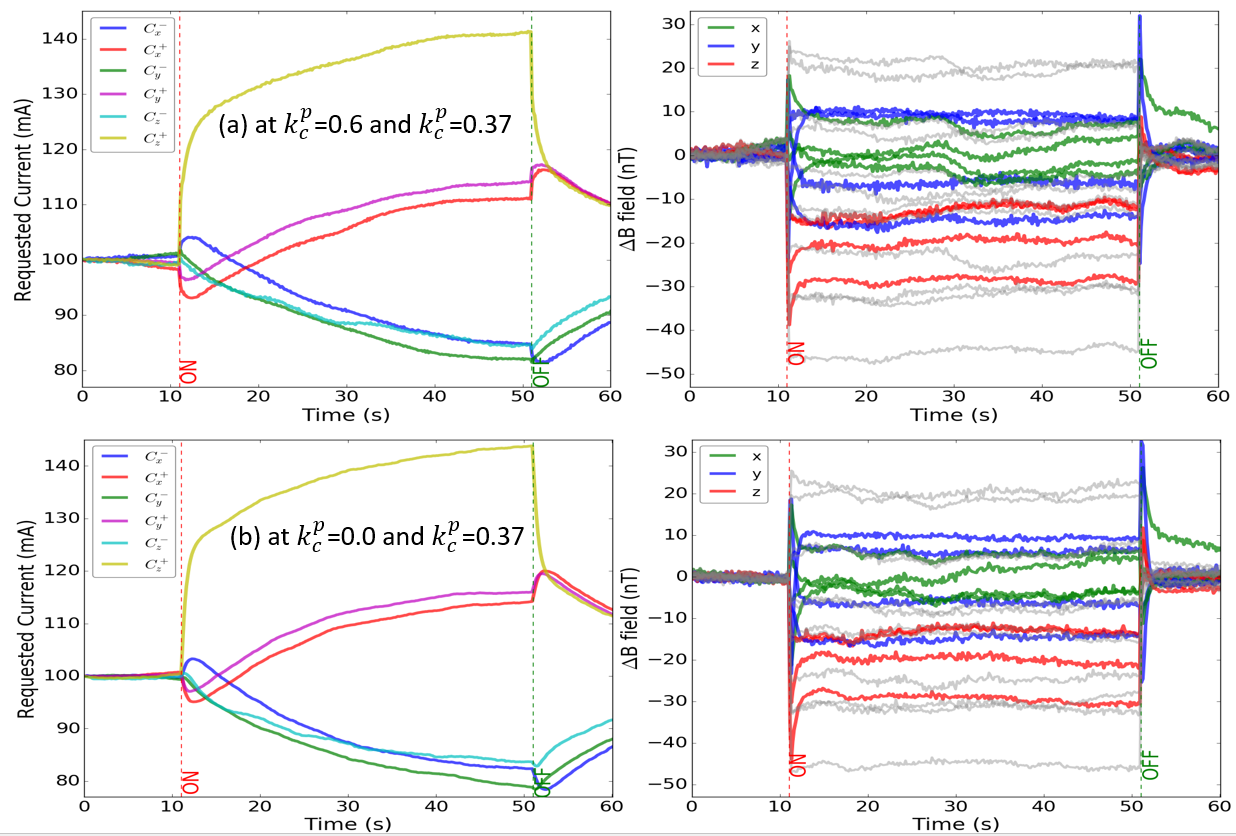 140
130
120
110
100
90
80
Requested Current (mA)
Cₓ⁻
Cₓ⁺
C_y⁻
C_y⁺
C_z⁻
C_z⁺
(a) at k_c^p=0.6 and k_c^p=0.37
ON
OFF
0 10 20 30 40 50 60
Time (s)
30
20
10
0
−10
−20
−30
−40
−50
ΔB field (nT)
x
y
z
ON
OFF
0 10 20 30 40 50 60
Time (s)
140
130
120
110
100
90
80
Requested Current (mA)
Cₓ⁻
Cₓ⁺
C_y⁻
C_y⁺
C_z⁻
C_z⁺
(b) at k_c^p=0.0 and k_c^p=0.37
ON
OFF
0 10 20 30 40 50 60
Time (s)
30
20
10
0
−10
−20
−30
−40
−50
ΔB field (nT)
x
y
z
ON
OFF
0 10 20 30 40 50 60
Time (s)